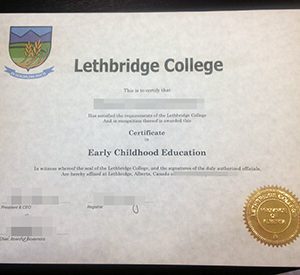 Lethbridge College
This is to certify that
Has satisfied the requirements of the Lethbridge College
And in recognition thereof is awarded this
Certificate
in
Early Childhood Education
In witness whereof the seal of the Lethbridge College, and the signatures of the duly authorized officials,
Are hereby affixed at Lethbridge, Alberta, Canada
President & CEO
Registrar
Chair, Board of Governors